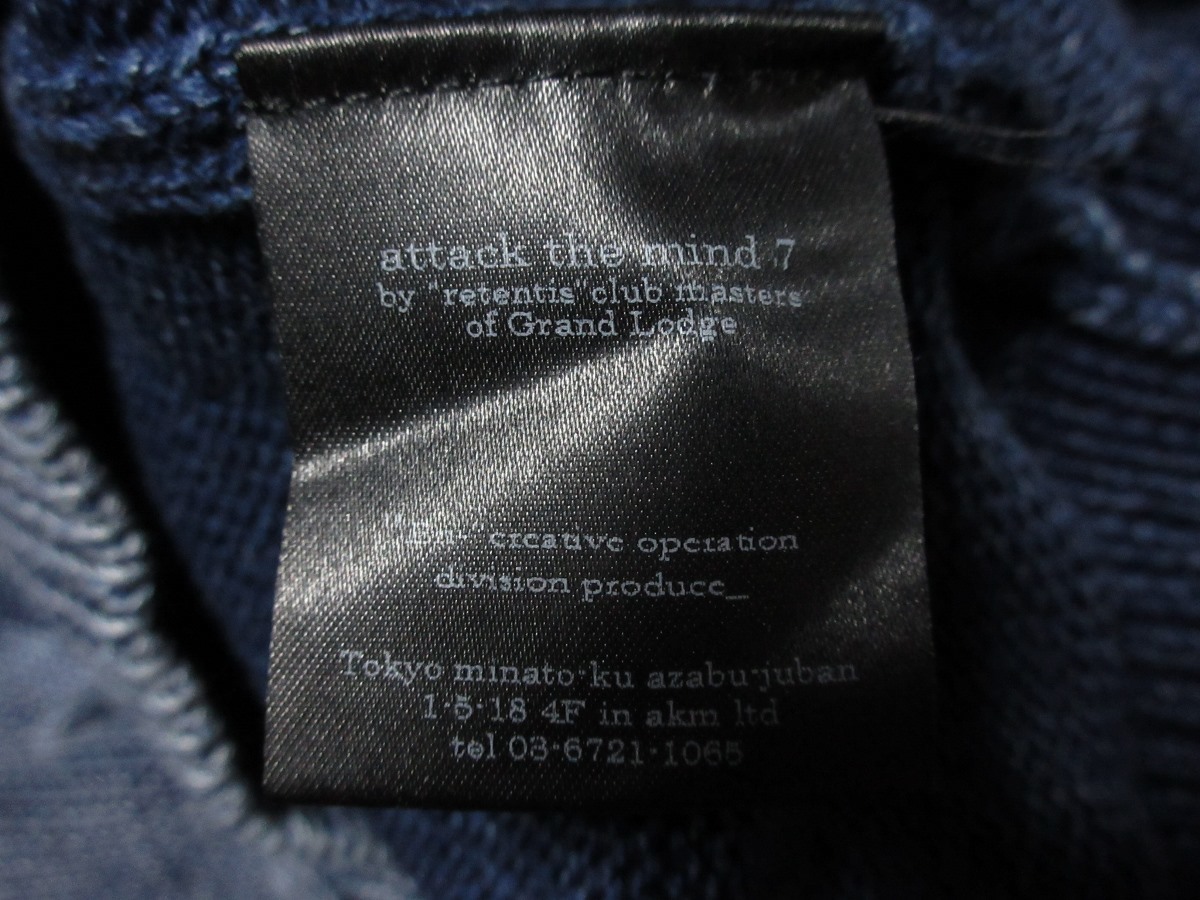 attack the mind 7
by "retentis" club masters
of Grand Lodge
creative operation
division produce_
Tokyo minato-ku azabu-juban
1-5-18 4F in akm ltd
tel 03-6721-1065